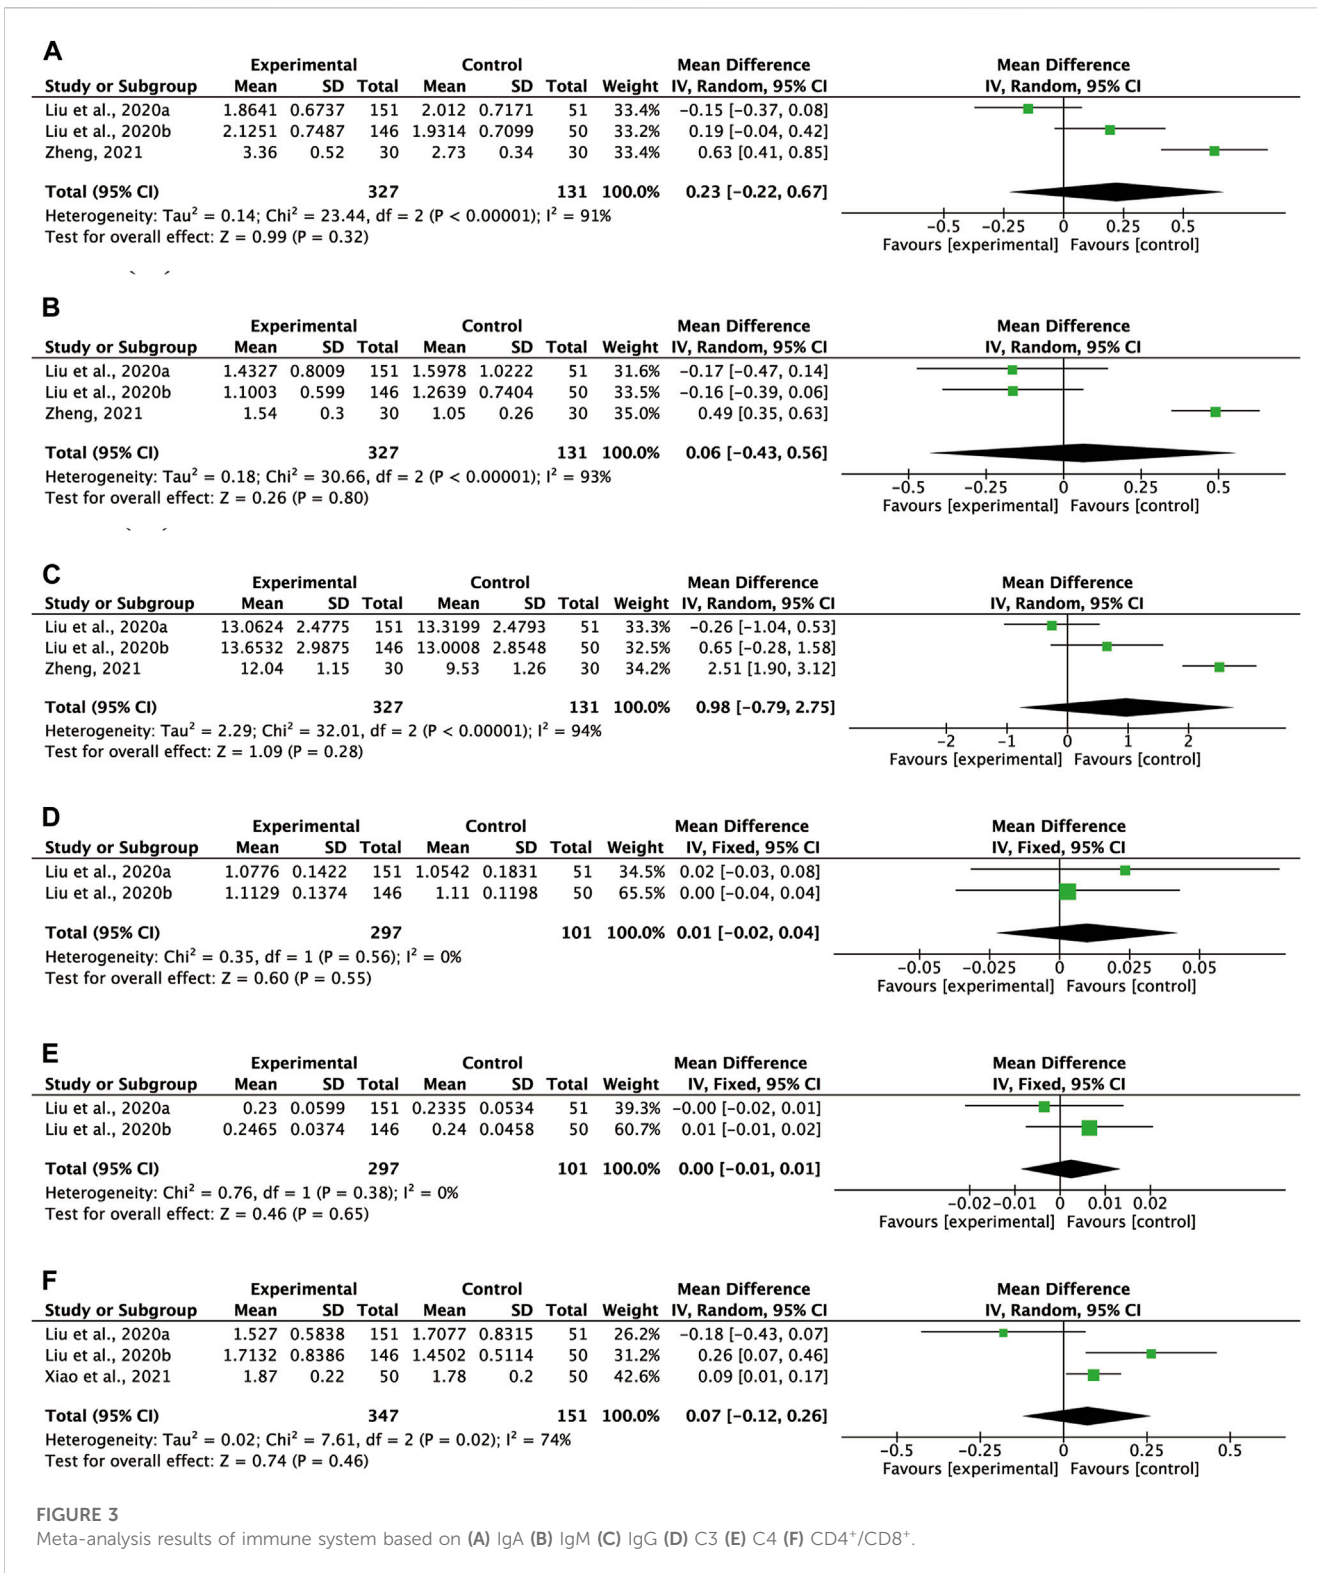 A
Experimental Control Mean Difference Mean Difference
Study or Subgroup Mean SD Total Mean SD Total Weight IV, Random, 95% CI IV, Random, 95% CI
Liu et al., 2020a 1.8641 0.6737 151 2.012 0.7171 51 33.4% −0.15 [−0.37, 0.08]
Liu et al., 2020b 2.1251 0.7487 146 1.9314 0.7099 50 33.2% 0.19 [−0.04, 0.42]
Zheng, 2021 3.36 0.52 30 2.73 0.34 30 33.4% 0.63 [0.41, 0.85]
Total (95% CI) 327 131 100.0% 0.23 [−0.22, 0.67]
Heterogeneity: Tau² = 0.14; Chi² = 23.44, df = 2 (P < 0.00001); I² = 91%
Test for overall effect: Z = 0.99 (P = 0.32)
−0.5 −0.25 0 0.25 0.5
Favours [experimental] Favours [control]
B
Experimental Control Mean Difference Mean Difference
Study or Subgroup Mean SD Total Mean SD Total Weight IV, Random, 95% CI IV, Random, 95% CI
Liu et al., 2020a 1.4327 0.8009 151 1.5978 1.0222 51 31.6% −0.17 [−0.47, 0.14]
Liu et al., 2020b 1.1003 0.599 146 1.2639 0.7404 50 33.5% −0.16 [−0.39, 0.06]
Zheng, 2021 1.54 0.3 30 1.05 0.26 30 35.0% 0.49 [0.35, 0.63]
Total (95% CI) 327 131 100.0% 0.06 [−0.43, 0.56]
Heterogeneity: Tau² = 0.18; Chi² = 30.66, df = 2 (P < 0.00001); I² = 93%
Test for overall effect: Z = 0.26 (P = 0.80)
−0.5 −0.25 0 0.25 0.5
Favours [experimental] Favours [control]
C
Experimental Control Mean Difference Mean Difference
Study or Subgroup Mean SD Total Mean SD Total Weight IV, Random, 95% CI IV, Random, 95% CI
Liu et al., 2020a 13.0624 2.4775 151 13.3199 2.4793 51 33.3% −0.26 [−1.04, 0.53]
Liu et al., 2020b 13.6532 2.9875 146 13.0008 2.8548 50 32.5% 0.65 [−0.28, 1.58]
Zheng, 2021 12.04 1.15 30 9.53 1.26 30 34.2% 2.51 [1.90, 3.12]
Total (95% CI) 327 131 100.0% 0.98 [−0.79, 2.75]
Heterogeneity: Tau² = 2.29; Chi² = 32.01, df = 2 (P < 0.00001); I² = 94%
Test for overall effect: Z = 1.09 (P = 0.28)
−2 −1 0 1 2
Favours [experimental] Favours [control]
D
Experimental Control Mean Difference Mean Difference
Study or Subgroup Mean SD Total Mean SD Total Weight IV, Fixed, 95% CI IV, Fixed, 95% CI
Liu et al., 2020a 1.0776 0.1422 151 1.0542 0.1831 51 34.5% 0.02 [−0.03, 0.08]
Liu et al., 2020b 1.1129 0.1374 146 1.11 0.1198 50 65.5% 0.00 [−0.04, 0.04]
Total (95% CI) 297 101 100.0% 0.01 [−0.02, 0.04]
Heterogeneity: Chi² = 0.35, df = 1 (P = 0.56); I² = 0%
Test for overall effect: Z = 0.60 (P = 0.55)
−0.05 −0.025 0 0.025 0.05
Favours [experimental] Favours [control]
E
Experimental Control Mean Difference Mean Difference
Study or Subgroup Mean SD Total Mean SD Total Weight IV, Fixed, 95% CI IV, Fixed, 95% CI
Liu et al., 2020a 0.23 0.0599 151 0.2335 0.0534 51 39.3% −0.00 [−0.02, 0.01]
Liu et al., 2020b 0.2465 0.0374 146 0.24 0.0458 50 60.7% 0.01 [−0.01, 0.02]
Total (95% CI) 297 101 100.0% 0.00 [−0.01, 0.01]
Heterogeneity: Chi² = 0.76, df = 1 (P = 0.38); I² = 0%
Test for overall effect: Z = 0.46 (P = 0.65)
−0.02 −0.01 0 0.01 0.02
Favours [experimental] Favours [control]
F
Experimental Control Mean Difference Mean Difference
Study or Subgroup Mean SD Total Mean SD Total Weight IV, Random, 95% CI IV, Random, 95% CI
Liu et al., 2020a 1.527 0.5838 151 1.7077 0.8315 51 26.2% −0.18 [−0.43, 0.07]
Liu et al., 2020b 1.7132 0.8386 146 1.4502 0.5114 50 31.2% 0.26 [0.07, 0.46]
Xiao et al., 2021 1.87 0.22 50 1.78 0.2 50 42.6% 0.09 [0.01, 0.17]
Total (95% CI) 347 151 100.0% 0.07 [−0.12, 0.26]
Heterogeneity: Tau² = 0.02; Chi² = 7.61, df = 2 (P = 0.02); I² = 74%
Test for overall effect: Z = 0.74 (P = 0.46)
−0.5 −0.25 0 0.25 0.5
Favours [experimental] Favours [control]
FIGURE 3
Meta-analysis results of immune system based on (A) IgA (B) IgM (C) IgG (D) C3 (E) C4 (F) CD4⁺/CD8⁺.